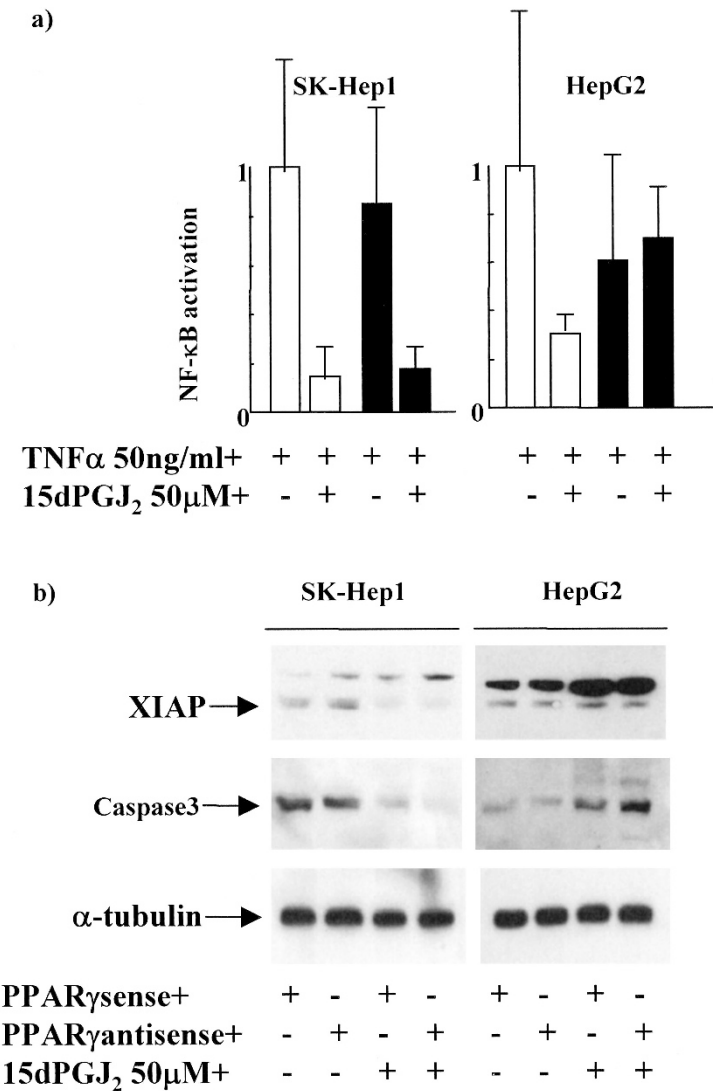 a)
SK-Hep1 HepG2
1 1
NF-κB activation
0 0
TNFα 50ng/ml+ + + + + + + + +
15dPGJ₂ 50μM+ - + - + - + - +
b)
SK-Hep1 HepG2
XIAP
Caspase3
α-tubulin
PPARγsense+ + - + - + - + -
PPARγantisense+ - + - + - + - +
15dPGJ₂ 50μM+ - - + + - - + +